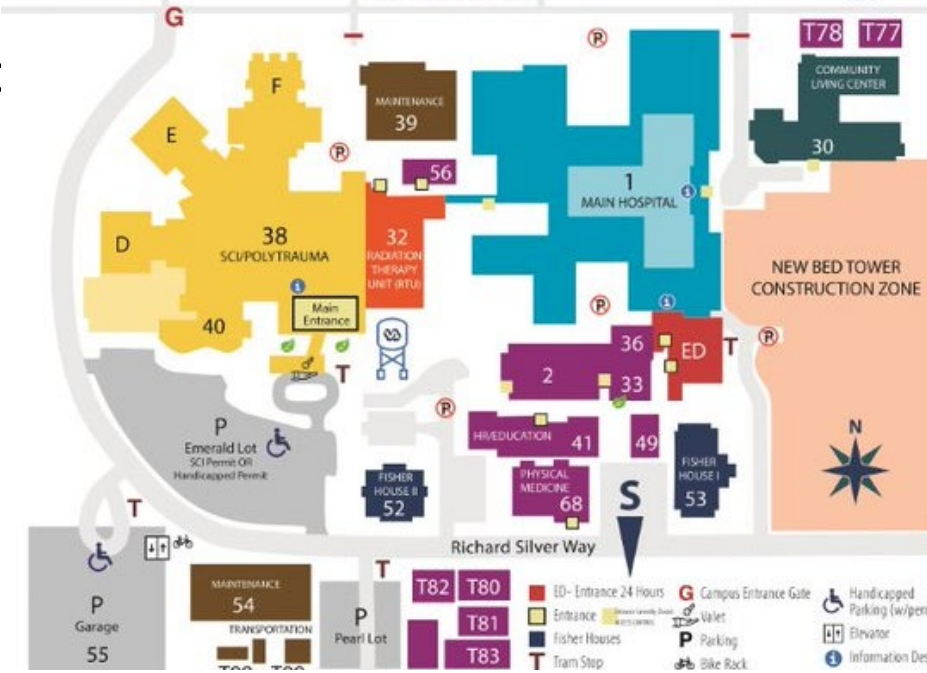 G
T78
T77
F
MAINTENANCE
39
COMMUNITY
LIVING CENTER
E
P
P
30
56
1
MAIN HOSPITAL
i
38
SCI/POLYTRAUMA
32
RADIATION
THERAPY
UNIT (RTU)
D
NEW BED TOWER
CONSTRUCTION ZONE
i
Main
Entrance
i
P
40
36
ED
T
P
T
2
33
P
P
Emerald Lot
SCI Permit OR
Handicapped Permit
HR/EDUCATION
41
49
N
FISHER
HOUSE II
52
PHYSICAL
MEDICINE
68
FISHER
HOUSE I
53
S
T
Richard Silver Way
P
Garage
55
MAINTENANCE
54
TRANSPORTATION
T
P
Pearl Lot
T82
T80
T81
T83
ED- Entrance 24 Hours
Entrance
Fisher Houses
T Tram Stop
G Campus Entrance Gate
Valet
P Parking
Bike Rack
Handicapped
Parking (w/per
Elevator
i Information Des